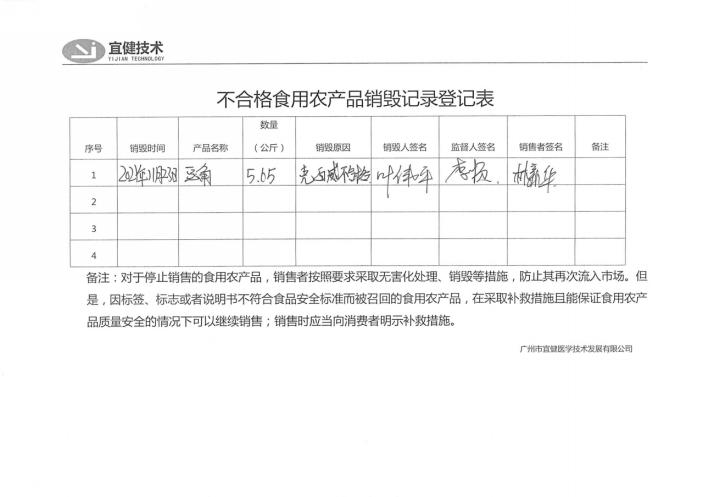 宜健技术
YIJIAN TECHNOLOGY
不合格食用农产品销毁记录登记表
序号 销毁时间 产品名称 数量（公斤） 销毁原因 销毁人签名 监督人签名 销售者签名 备注
1 2021年11月23日 豆角 5.65 克百威不合格 叶伟平 李扬
2
3
4
备注：对于停止销售的食用农产品，销售者按照要求采取无害化处理、销毁等措施，防止其再次流入市场。但
是，因标签、标志或者说明书不符合食品安全标准而被召回的食用农产品，在采取补救措施且能保证食用农产
品质量安全的情况下可以继续销售；销售时应当向消费者明示补救措施。
广州市宜健医学技术发展有限公司